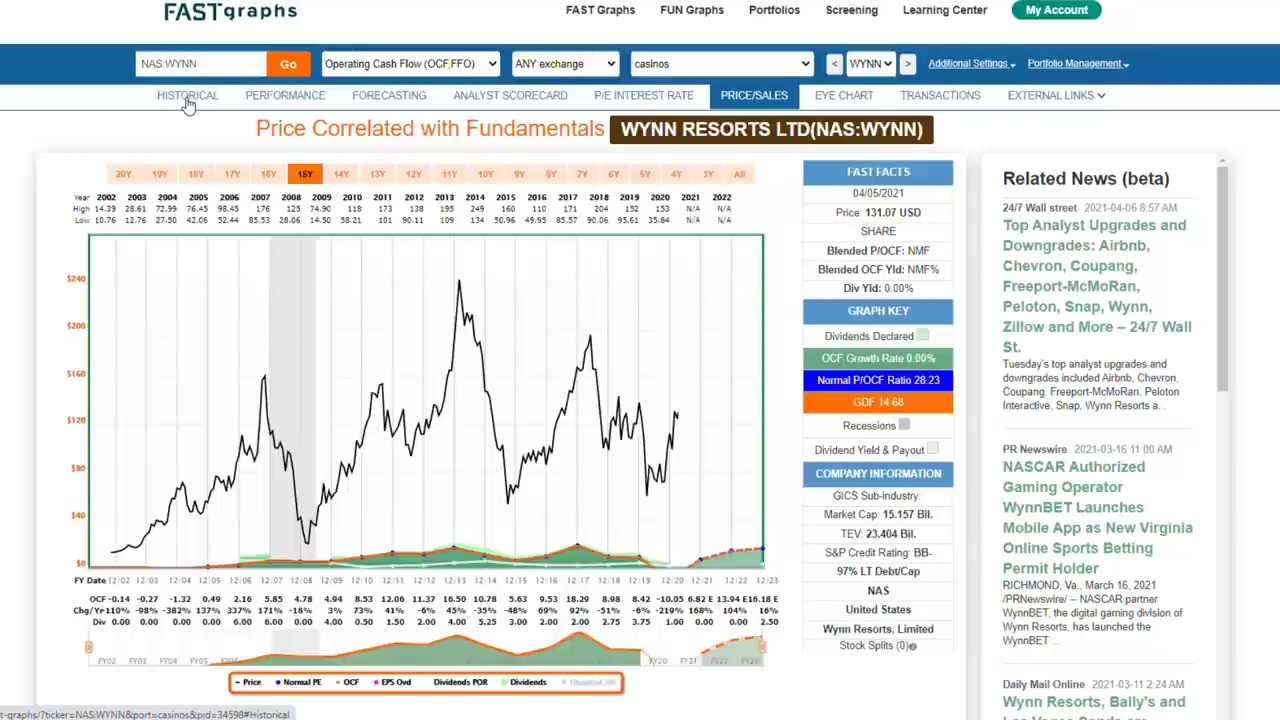 FASTgraphs
FAST Graphs FUN Graphs Portfolios Screening Learning Center My Account
NAS:WYNN Go Operating Cash Flow (OCF,FFO) ANY exchange casinos < WYNN > Additional Settings Portfolio Management
HISTORICAL PERFORMANCE FORECASTING ANALYST SCORECARD P/E INTEREST RATE PRICE/SALES EYE CHART TRANSACTIONS EXTERNAL LINKS
Price Correlated with Fundamentals WYNN RESORTS LTD(NAS:WYNN)
20Y 19Y 18Y 17Y 16Y 15Y 14Y 13Y 12Y 11Y 10Y 9Y 8Y 7Y 6Y 5Y 4Y 3Y All
Year 2002 2003 2004 2005 2006 2007 2008 2009 2010 2011 2012 2013 2014 2015 2016 2017 2018 2019 2020 2021 2022
High 14.39 28.61 72.99 76.45 98.45 176 125 74.90 118 173 138 195 249 160 110 171 204 152 153 N/A N/A
Low 10.76 12.76 27.50 42.06 52.44 85.53 28.06 14.50 58.21 101 90.11 109 134 50.96 49.95 85.57 90.06 95.61 35.84 N/A N/A
$240
$200
$160
$120
$80
$40
$0
FY Date 12/02 12/03 12/04 12/05 12/06 12/07 12/08 12/09 12/10 12/11 12/12 12/13 12/14 12/15 12/16 12/17 12/18 12/19 12/20 12/21 12/22 12/23
OCF -0.14 -0.27 -1.32 0.49 2.16 5.85 4.78 4.94 8.53 12.06 11.37 16.50 10.78 5.63 9.53 18.29 8.98 8.42 -10.05 6.82 E 13.94 E 16.18 E
Chg/Yr -110% -98% -382% 137% 337% 171% -18% 3% 73% 41% -6% 45% -35% -48% 69% 92% -51% -6% -219% 168% 104% 16%
Div 0.00 0.00 0.00 0.00 0.00 0.00 0.00 4.00 0.50 1.50 2.00 4.00 5.25 3.00 2.00 2.00 2.75 3.75 1.00 0.00 0.00 2.50
FY02 FY03 FY04 FY05 FY20 FY21 FY22 FY23
Price Normal PE OCF EPS Ovd Dividends POR Dividends
FAST FACTS
04/05/2021
Price: 131.07 USD
SHARE
Blended P/OCF: NMF
Blended OCF Yld: NMF%
Div Yld: 0.00%
GRAPH KEY
Dividends Declared
OCF Growth Rate 0.00%
Normal P/OCF Ratio 28.23
GDF 14.68
Recessions
Dividend Yield & Payout
COMPANY INFORMATION
GICS Sub-industry:
Market Cap: 15.157 Bil.
TEV: 23.404 Bil.
S&P Credit Rating: BB-
97% LT Debt/Cap
NAS
United States
Wynn Resorts, Limited
Stock Splits (0)
Related News (beta)
24/7 Wall street 2021-04-06 8:57 AM
Top Analyst Upgrades and
Downgrades: Airbnb,
Chevron, Coupang,
Freeport-McMoRan,
Peloton, Snap, Wynn,
Zillow and More – 24/7 Wall
St.
Tuesday's top analyst upgrades and
downgrades included Airbnb, Chevron,
Coupang, Freeport-McMoRan, Peloton
Interactive, Snap, Wynn Resorts a...
PR Newswire 2021-03-16 11:00 AM
NASCAR Authorized
Gaming Operator
WynnBET Launches
Mobile App as New Virginia
Online Sports Betting
Permit Holder
RICHMOND, Va., March 16, 2021
/PRNewswire/ – NASCAR partner
WynnBET, the digital gaming division of
Wynn Resorts, has launched the
WynnBET ...
Daily Mail Online 2021-03-11 2:24 AM
Wynn Resorts, Bally's and
t-graphs/?ticker=NAS:WYNN&port=casinos&pid=34598#Historical